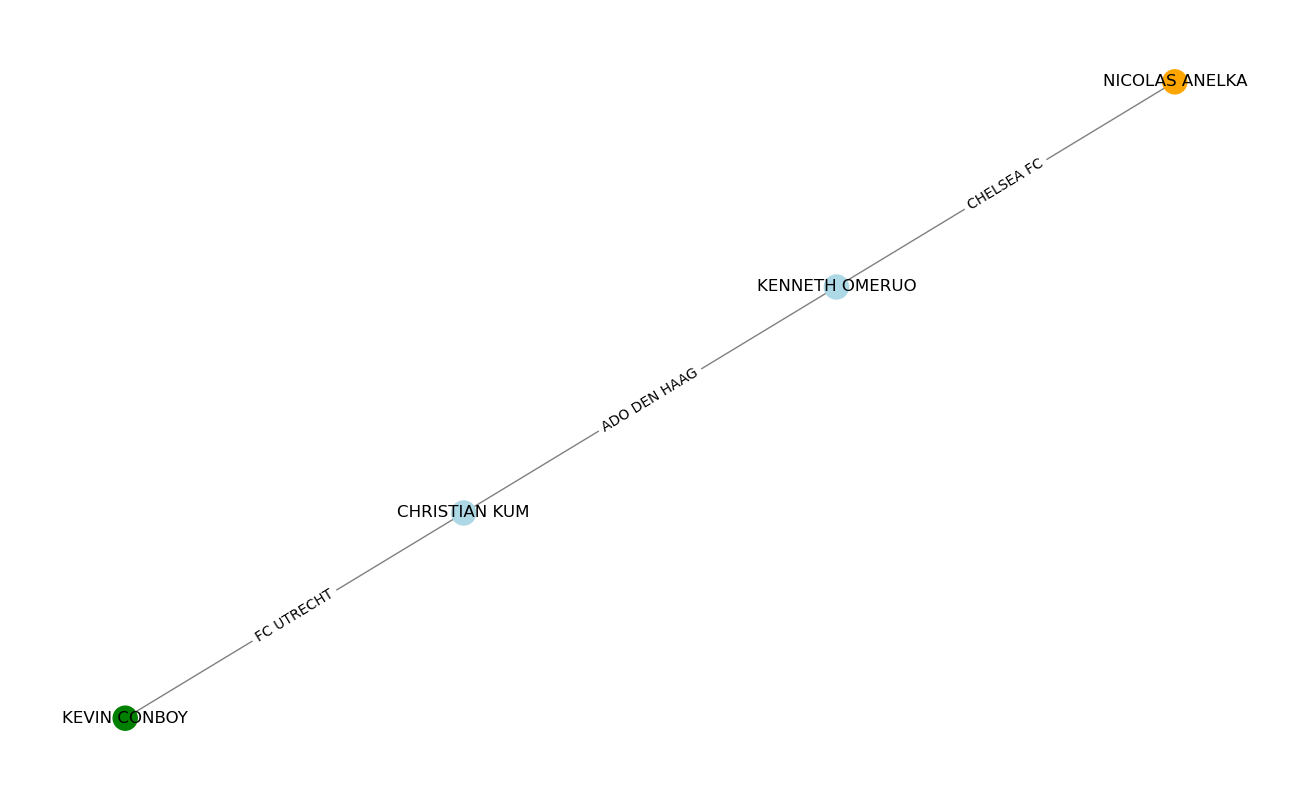 NICOLAS ANELKA
CHELSEA FC
KENNETH OMERUO
ADO DEN HAAG
CHRISTIAN KUM
FC UTRECHT
KEVIN CONBOY